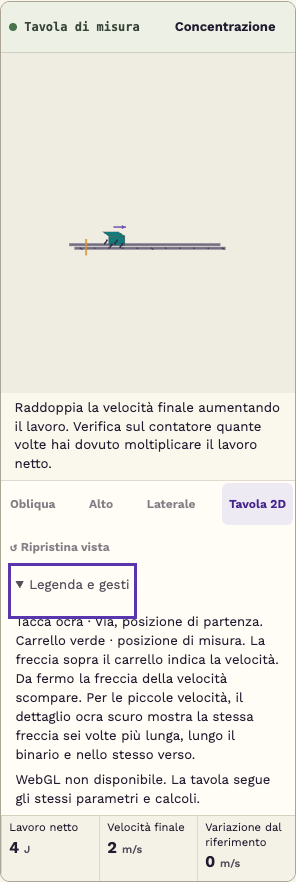 Tavola di misura
Concentrazione
Raddoppia la velocità finale aumentando
il lavoro. Verifica sul contatore quante
volte hai dovuto moltiplicare il lavoro
netto.
Obliqua
Alto
Laterale
Tavola 2D
↺ Ripristina vista
▼ Legenda e gesti
Tacca ocra · via, posizione di partenza.
Carrello verde · posizione di misura. La
freccia sopra il carrello indica la velocità.
Da fermo la freccia della velocità
scompare. Per le piccole velocità, il
dettaglio ocra scuro mostra la stessa
freccia sei volte più lunga, lungo il
binario e nello stesso verso.
WebGL non disponibile. La tavola segue
gli stessi parametri e calcoli.
Lavoro netto
4 J
Velocità finale
2 m/s
Variazione dal
riferimento
0 m/s